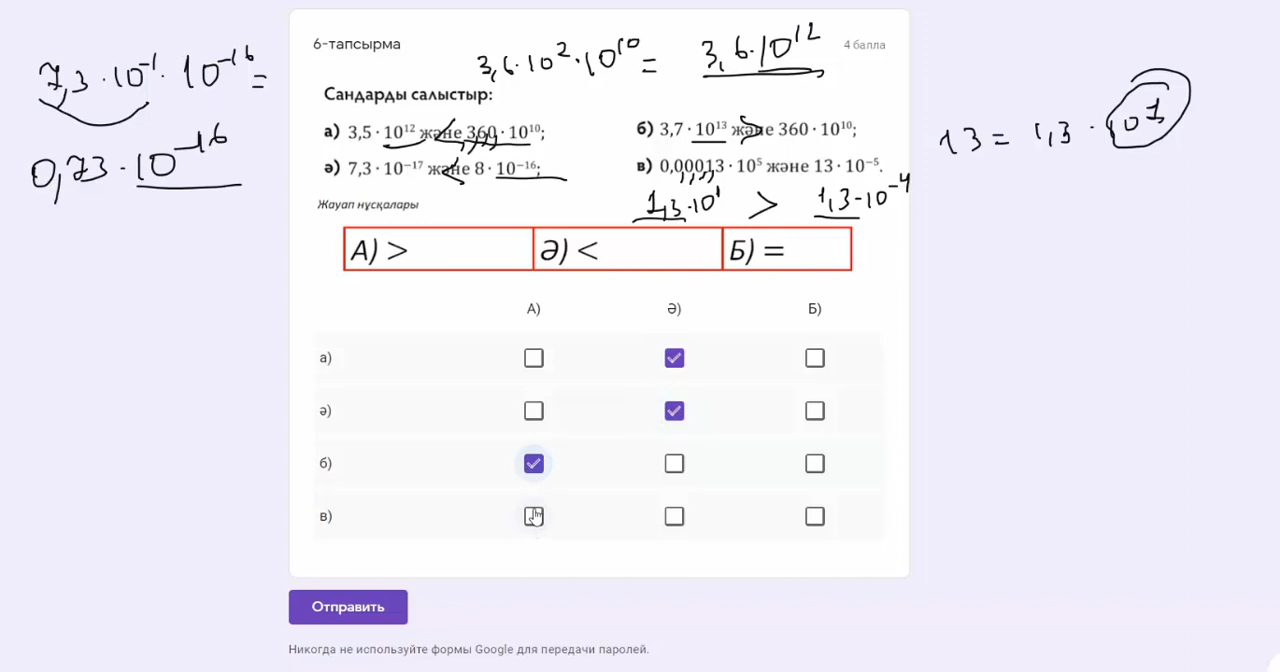 6-тапсырма
4 балла
3,6·10² · 10¹⁰ = 3,6·10¹²
7,3·10⁻¹· 10⁻¹⁶ =
0,73·10⁻¹⁶
13 = 1,3 · 10¹
Сандарды салыстыр:
а) 3,5 · 10¹² және 360 · 10¹⁰;
б) 3,7 · 10¹³ және 360 · 10¹⁰;
ә) 7,3 · 10⁻¹⁷ және 8 · 10⁻¹⁶;
в) 0,00013 · 10⁵ және 13 · 10⁻⁵.
<
>
<
1,3·10¹ > 1,3·10⁻⁴
Жауап нұсқалары
А) > Ә) < Б) =
А) Ә) Б)
а)
ә)
б)
в)
Отправить
Никогда не используйте формы Google для передачи паролей.